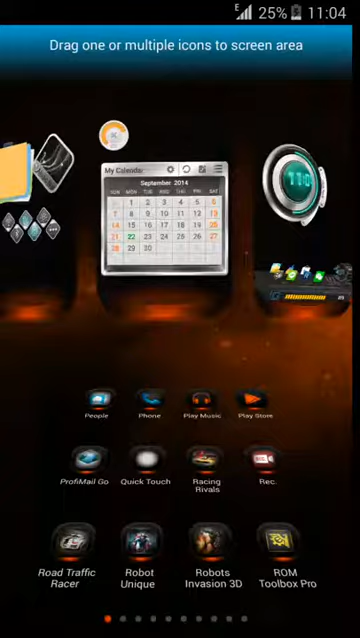 E 25% 11:04
Drag one or multiple icons to screen area
My Calendar
September 2014
SUN MON TUE WED THU FRI SAT
1 2 3 4 5 6
7 8 9 10 11 12 13
14 15 16 17 18 19 20
21 22 23 24 25 26 27
28 29 30
People Phone Play Music Play Store
ProfiMail Go Quick Touch Racing Rivals Rec.
Road Traffic Racer Robot Unique Robots Invasion 3D ROM Toolbox Pro